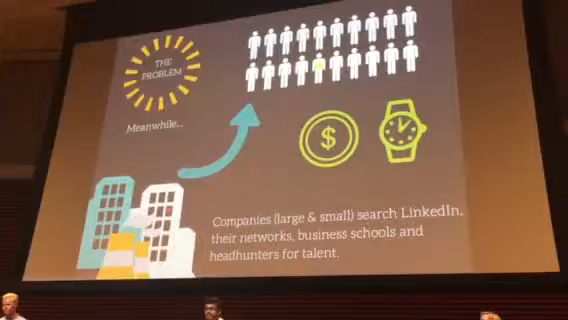 THE
PROBLEM
Meanwhile...
$
Companies (large & small) search LinkedIn,
their networks, business schools and
headhunters for talent.